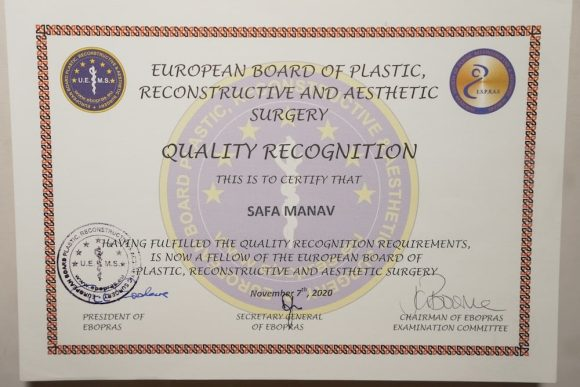 EUROPEAN BOARD OF PLASTIC,
RECONSTRUCTIVE AND AESTHETIC
SURGERY
QUALITY RECOGNITION
THIS IS TO CERTIFY THAT
SAFA MANAV
HAVING FULFILLED THE QUALITY RECOGNITION REQUIREMENTS,
IS NOW A FELLOW OF THE EUROPEAN BOARD OF
PLASTIC, RECONSTRUCTIVE AND AESTHETIC SURGERY
November 7th, 2020
PRESIDENT OF
EBOPRAS
SECRETARY GENERAL
OF EBOPRAS
CHAIRMAN OF EBOPRAS
EXAMINATION COMMITTEE
U.E.M.S.
E.S.P.R.A.S
U.E.M.S.